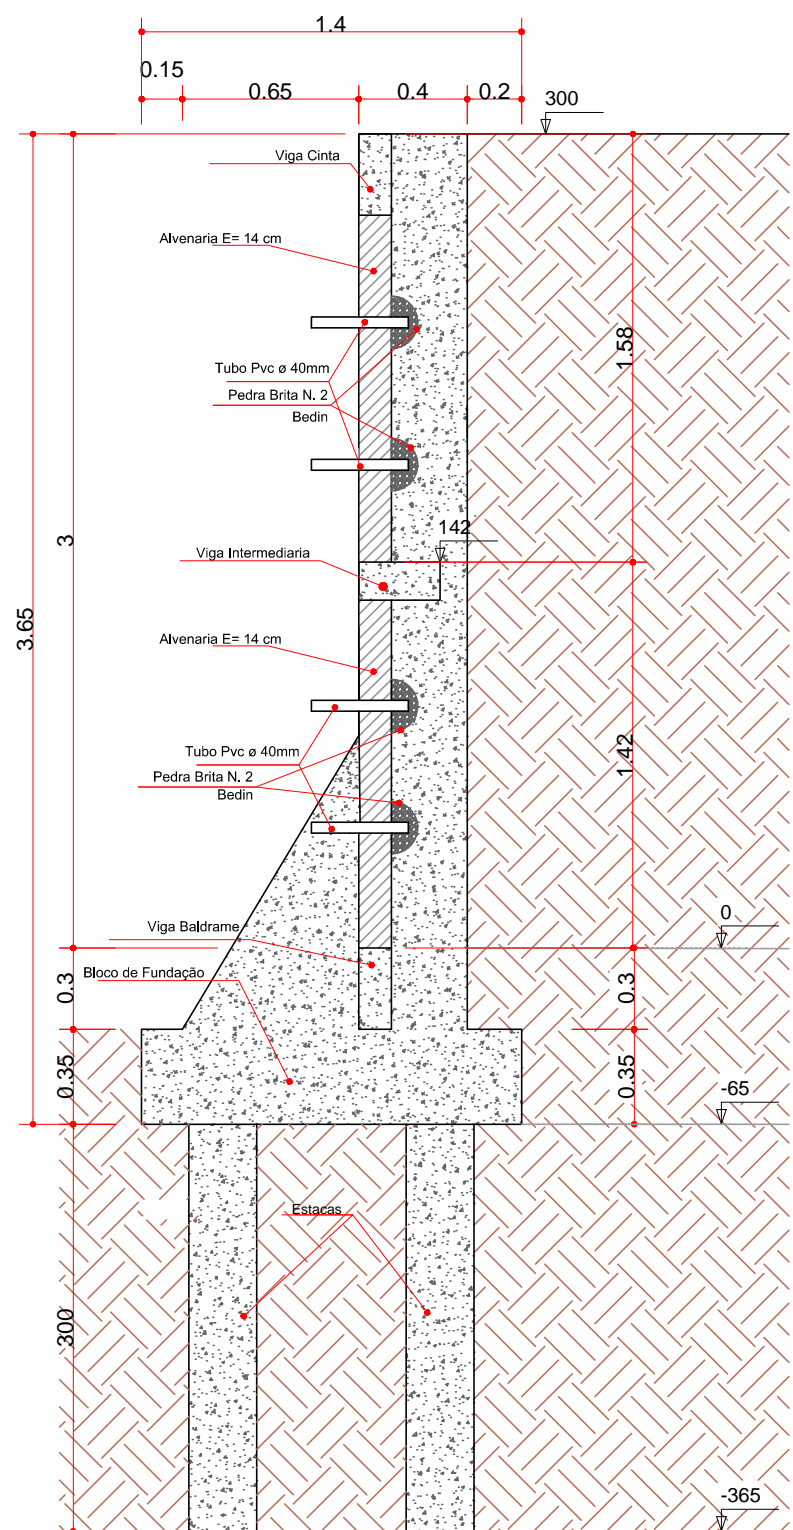 1.4
0.15
0.65
0.4
0.2
300
Viga Cinta
Alvenaria E= 14 cm
1.58
Tubo Pvc ø 40mm
Pedra Brita N. 2
Bedin
142
3
Viga Intermediaria
3.65
Alvenaria E= 14 cm
Tubo Pvc ø 40mm
1.42
Pedra Brita N. 2
Bedin
0
Viga Baldrame
Bloco de Fundação
0.3
0.3
0.35
0.35
-65
Estacas
300
-365